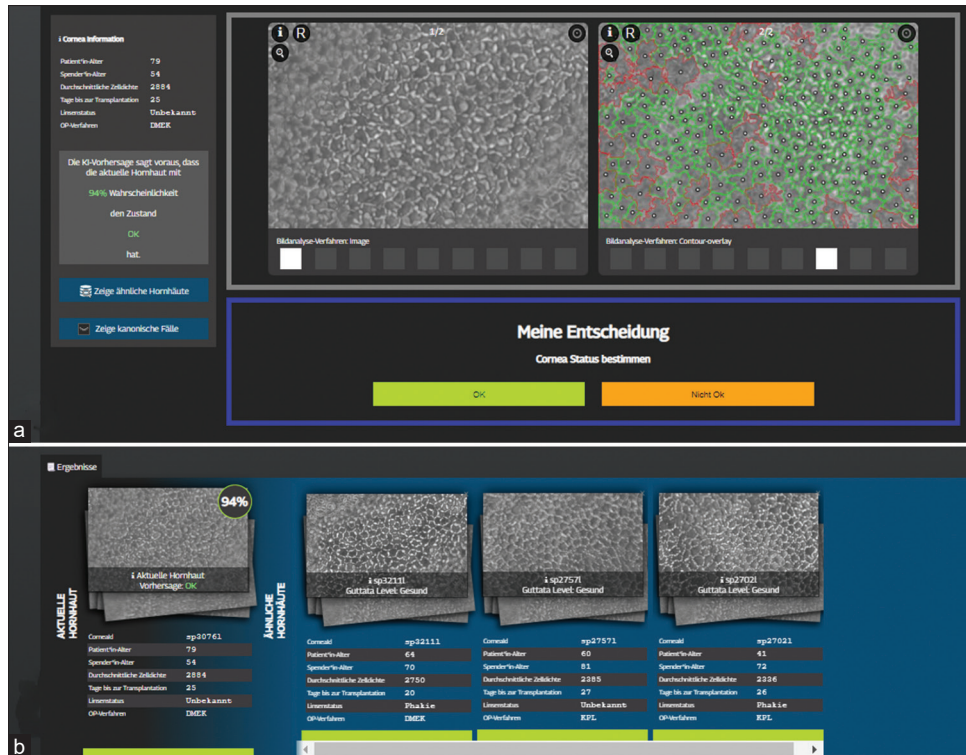 i Cornea Information
Patient*in-Alter 79
Spender*in-Alter 54
Durchschnittliche Zelldichte 2884
Tage bis zur Transplantation 25
Linsenstatus Unbekannt
OP-Verfahren DMEK
Die KI-Vorhersage sagt voraus, dass
die aktuelle Hornhaut mit
94% Wahrscheinlichkeit
den Zustand
OK
hat.
Zeige ähnliche Hornhäute
Zeige kanonische Fälle
i R 1/2
Bildanalyse-Verfahren: Image
i R 2/2
Bildanalyse-Verfahren: Contour-overlay
Meine Entscheidung
Cornea Status bestimmen
OK
Nicht Ok
a
Ergebnisse
AKTUELLE
HORNHAUT
94%
i Aktuelle Hornhaut
Vorhersage: OK
Corneaid sp30761
Patient*in-Alter 79
Spender*in-Alter 54
Durchschnittliche Zelldichte 2884
Tage bis zur Transplantation 25
Linsenstatus Unbekannt
OP-Verfahren DMEK
ÄHNLICHE
HORNHÄUTE
i sp3211l
Guttata Level: Gesund
Corneaid sp32111
Patient*in-Alter 64
Spender*in-Alter 70
Durchschnittliche Zelldichte 2750
Tage bis zur Transplantation 20
Linsenstatus Phakie
OP-Verfahren DMEK
i sp2757l
Guttata Level: Gesund
Corneaid sp27571
Patient*in-Alter 60
Spender*in-Alter 81
Durchschnittliche Zelldichte 2385
Tage bis zur Transplantation 27
Linsenstatus Unbekannt
OP-Verfahren KPL
i sp2702l
Guttata Level: Gesund
Corneaid sp27021
Patient*in-Alter 41
Spender*in-Alter 72
Durchschnittliche Zelldichte 2336
Tage bis zur Transplantation 26
Linsenstatus Phakie
OP-Verfahren KPL
b